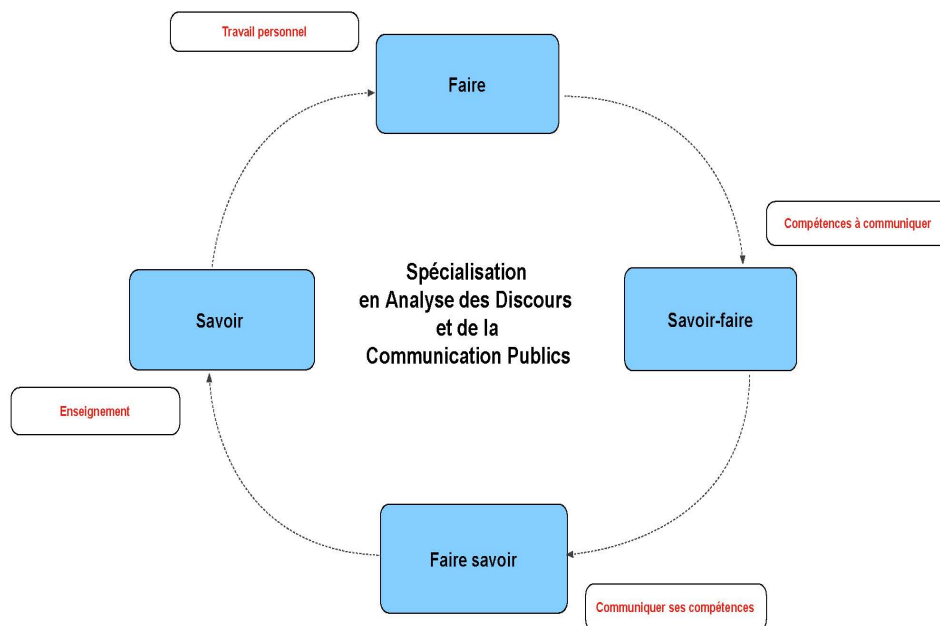 Travail personnel
Faire
Compétences à communiquer
Spécialisation
en Analyse des Discours
et de la
Communication Publics
Savoir
Savoir-faire
Enseignement
Faire savoir
Communiquer ses compétences